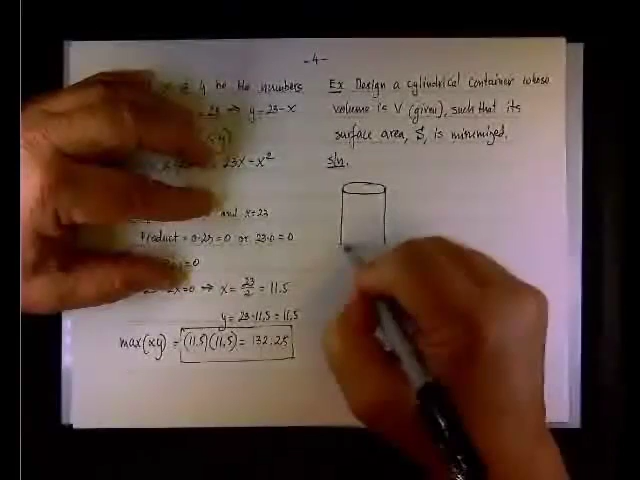 -4-
be the numbers
= 23 ⇒ y = 23 - x
23x - x²
and x = 23
Product = 0·23 = 0 or 23·0 = 0
2x = 0 → x = 23/2 = 11.5
y = 23 - 11.5 = 11.5
max(xy) = (11.5)(11.5) = 132.25
Ex Design a cylindrical container whose
volume is V (given), such that its
surface area, S, is minimized.
Sln.